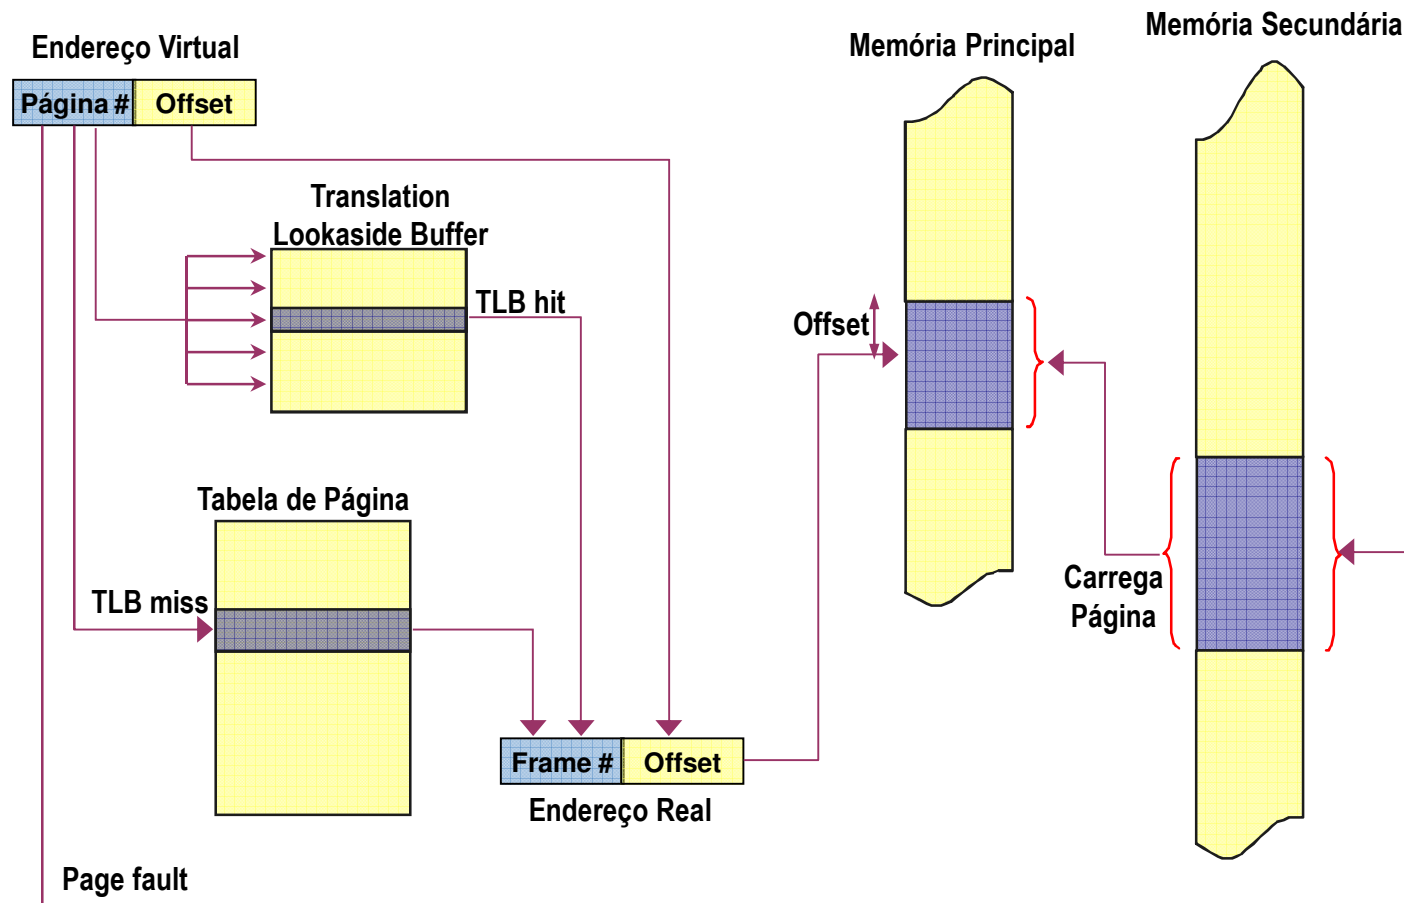 Endereço Virtual
Página #
Offset
Memória Principal
Memória Secundária
Translation
Lookaside Buffer
TLB hit
Offset
Tabela de Página
TLB miss
Carrega
Página
Frame #
Offset
Endereço Real
Page fault